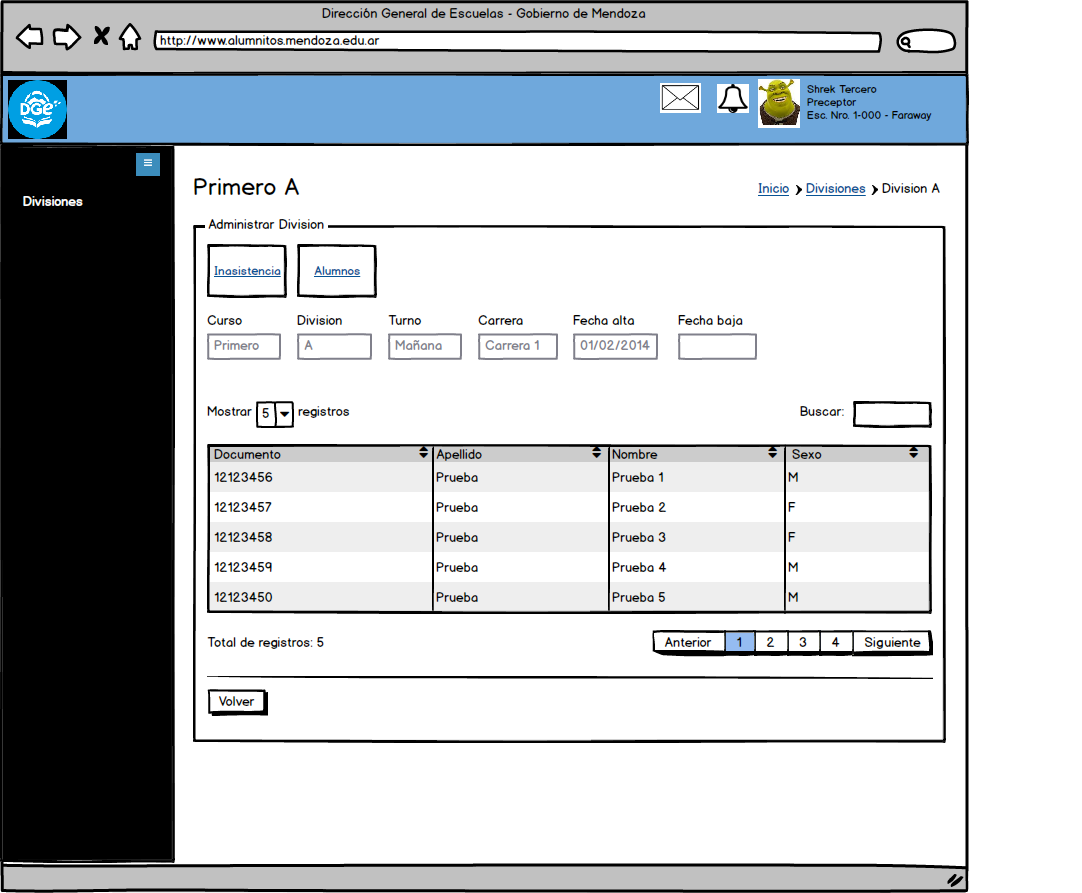 Dirección General de Escuelas - Gobierno de Mendoza
http://www.alumnitos.mendoza.edu.ar
DGE
Shrek Tercero
Preceptor
Esc. Nro. 1-000 - Faraway
Divisiones
Primero A
Inicio Divisiones Division A
Administrar Division
Inasistencia Alumnos
Curso Division Turno Carrera Fecha alta Fecha baja
Primero A Mañana Carrera 1 01/02/2014
Mostrar 5 registros Buscar:
Documento Apellido Nombre Sexo
12123456 Prueba Prueba 1 M
12123457 Prueba Prueba 2 F
12123458 Prueba Prueba 3 F
12123459 Prueba Prueba 4 M
12123450 Prueba Prueba 5 M
Total de registros: 5 Anterior 1 2 3 4 Siguiente
Volver